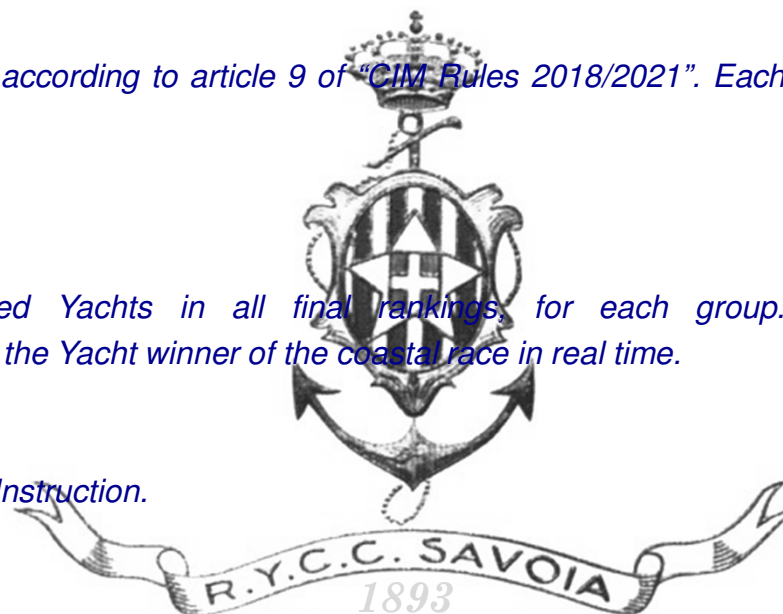 according to article 9 of “CIM Rules 2018/2021”. Each
ed Yachts in all final rankings, for each group.
the Yacht winner of the coastal race in real time.
Instruction.
R.Y.C.C. SAVOIA
1893